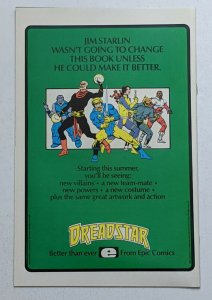 JIM STARLIN
WASN'T GOING TO CHANGE
THIS BOOK UNLESS
HE COULD MAKE IT BETTER.
Starting this summer,
you'll be seeing:
new villains • a new team-mate •
new powers • a new costume •
plus the same great artwork and action
DREADSTAR
Better than ever e From Epic Comics